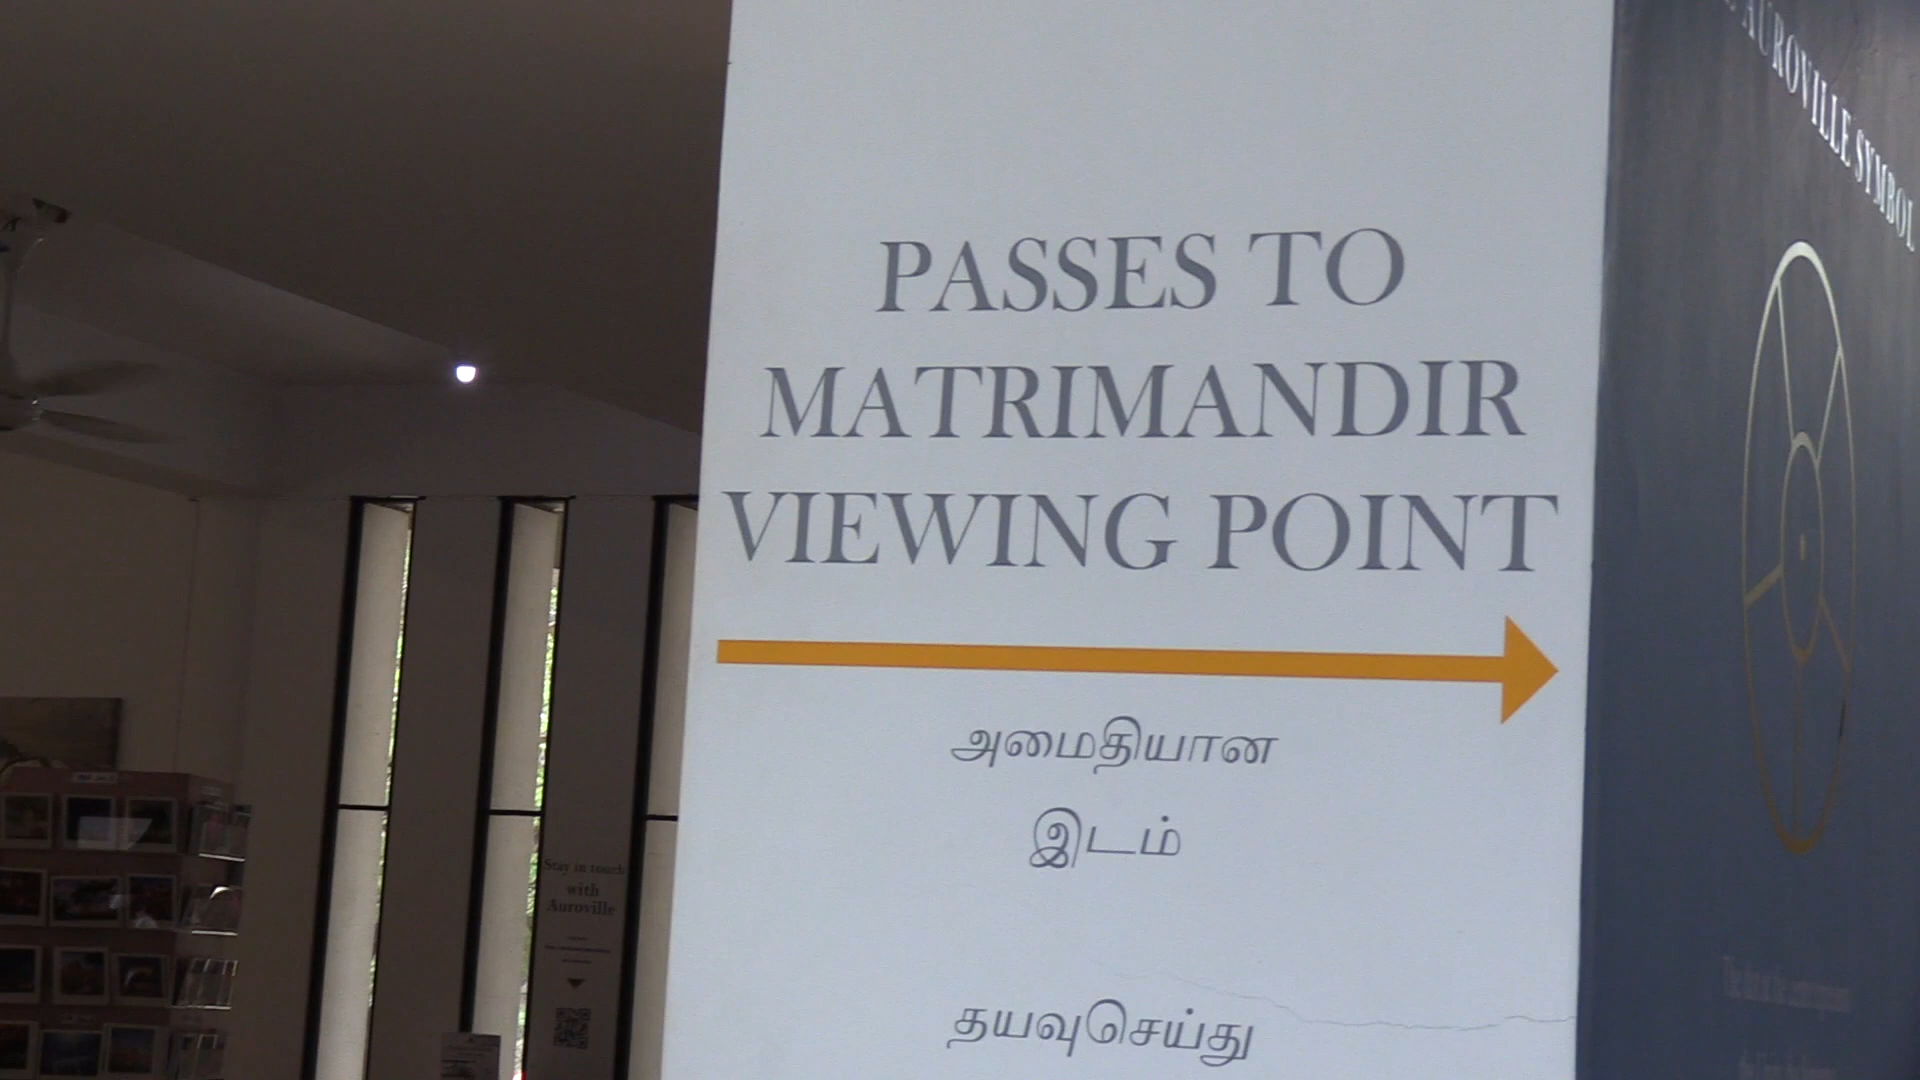 PASSES TO
MATRIMANDIR
VIEWING POINT
அமைதியான
இடம்
தயவுசெய்து
AUROVILLE SYMBOL
Stay in touch
with
Auroville